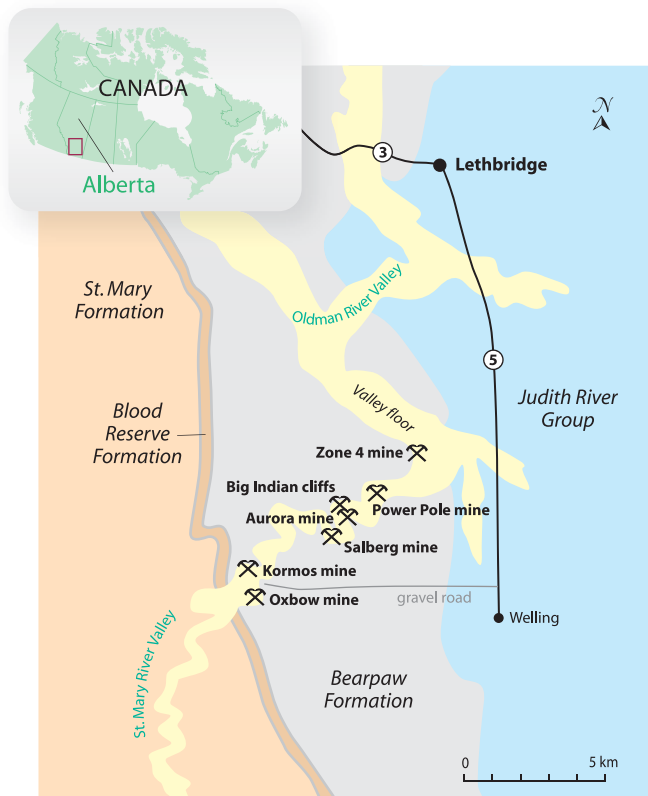 CANADA
Alberta
N
3
Lethbridge
St. Mary
Formation
Oldman River Valley
5
Valley floor
Judith River
Group
Blood
Reserve
Formation
Zone 4 mine
Big Indian cliffs
Power Pole mine
Aurora mine
Salberg mine
Kormos mine
gravel road
Oxbow mine
Welling
St. Mary River Valley
Bearpaw
Formation
0 5 km